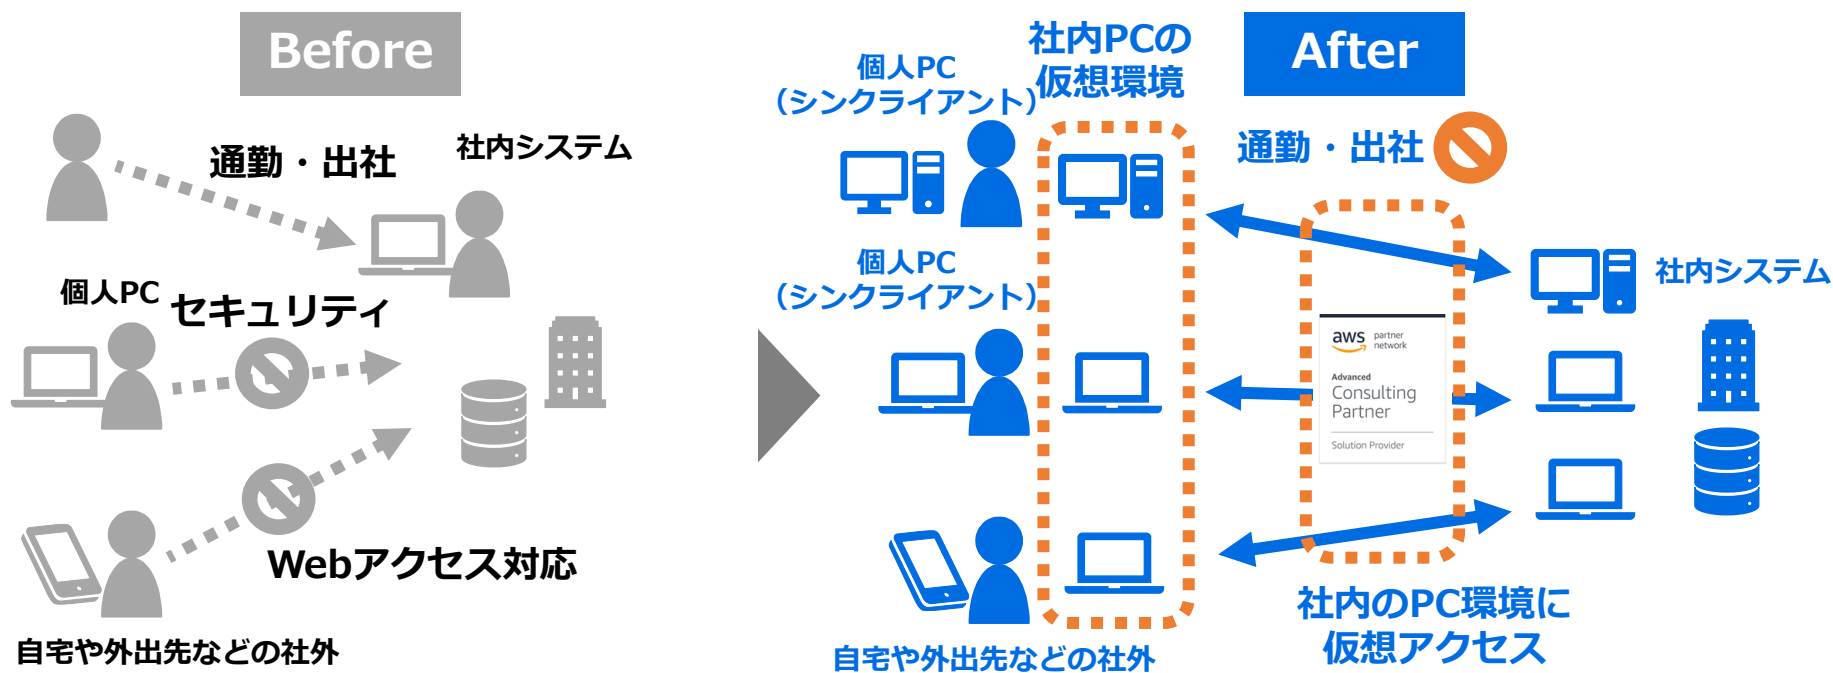 Before
通勤・出社
社内システム
個人PC
セキュリティ
Webアクセス対応
自宅や外出先などの社外
社内PCの
仮想環境
After
個人PC
（シンクライアント）
通勤・出社
個人PC
（シンクライアント）
社内システム
aws partner
network
Advanced
Consulting
Partner
Solution Provider
社内のPC環境に
仮想アクセス
自宅や外出先などの社外